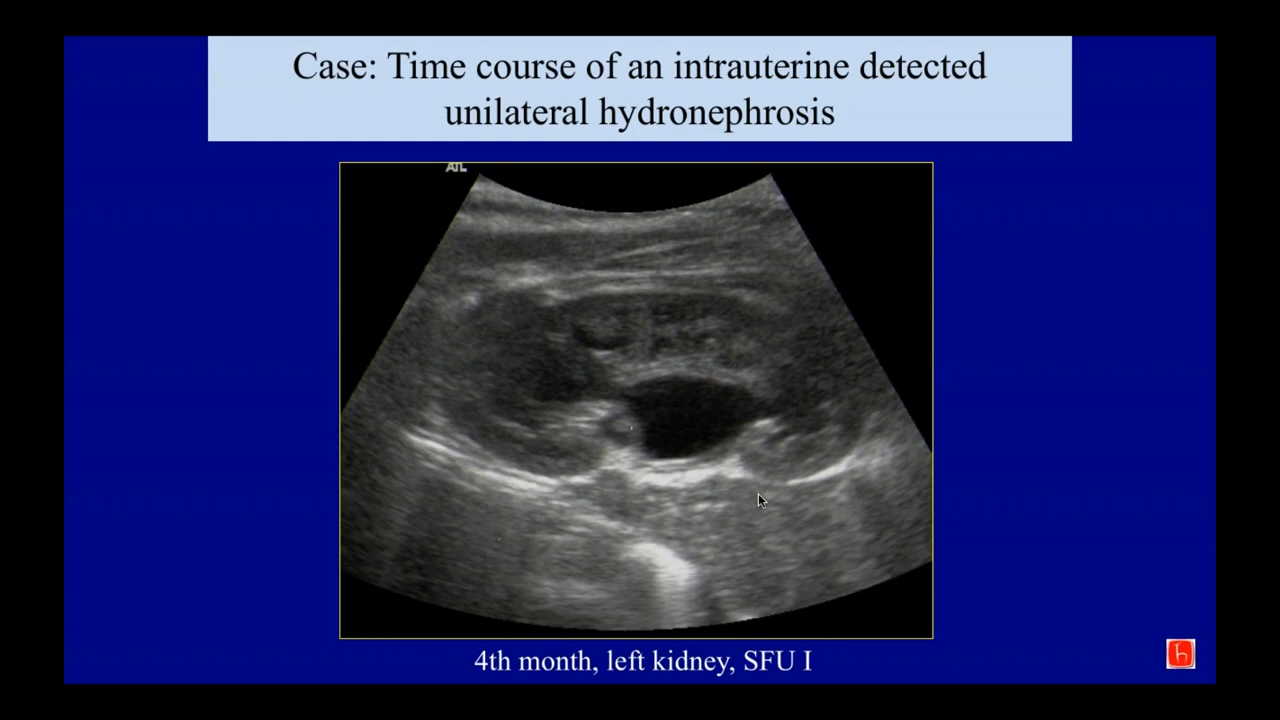 Case: Time course of an intrauterine detected
unilateral hydronephrosis
ATL
4th month, left kidney, SFU I